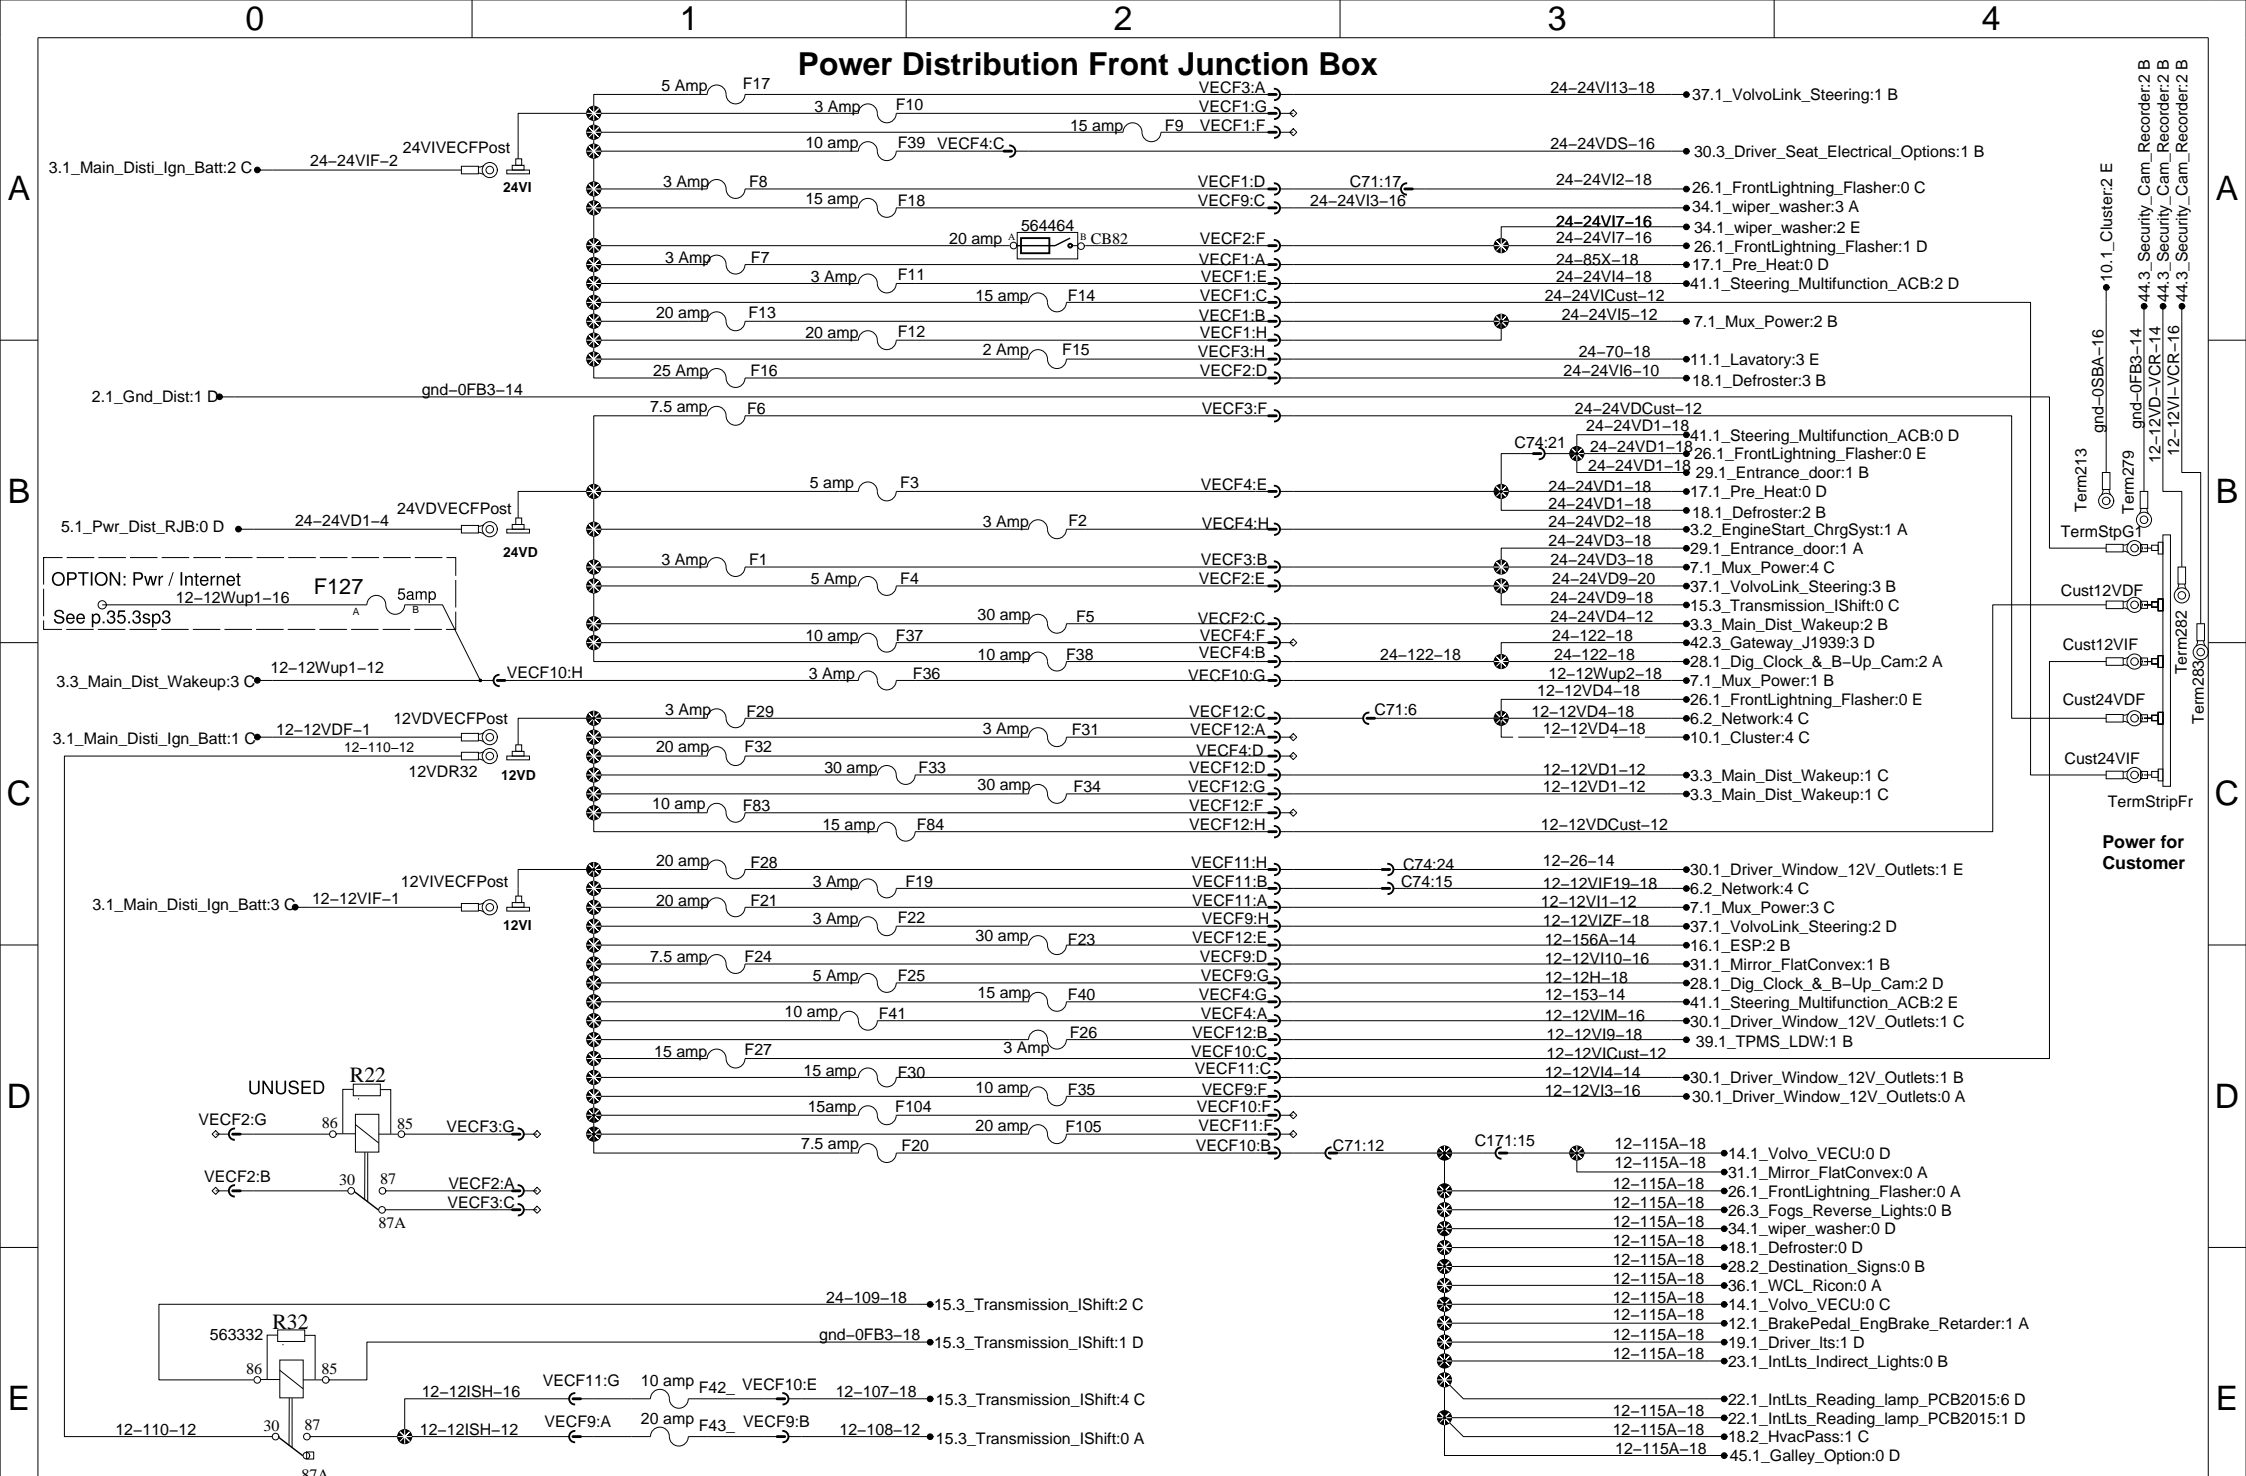 0 1 2 3 4
Power Distribution Front Junction Box
A A
B B
C C
D D
E E
5 Amp F17 VECF3:A 24-24VI13-18 37.1_VolvoLink_Steering:1 B
3 Amp F10 VECF1:G
15 amp F9 VECF1:F
10 amp F39 VECF4:C 24-24VDS-16 30.3_Driver_Seat_Electrical_Options:1 B
3.1_Main_Disti_Ign_Batt:2 C 24-24VIF-2 24VIVECFPost 24VI
3 Amp F8 VECF1:D C71:17 24-24VI2-18 26.1_FrontLightning_Flasher:0 C
15 amp F18 VECF9:C 24-24VI3-16 34.1_wiper_washer:3 A
24-24VI7-16 34.1_wiper_washer:2 E
20 amp A 564464 B CB82 VECF2:F 24-24VI7-16 26.1_FrontLightning_Flasher:1 D
3 Amp F7 VECF1:A 24-85X-18 17.1_Pre_Heat:0 D
3 amp F11 VECF1:E 24-24VI4-18 41.1_Steering_Multifunction_ACB:2 D
15 amp F14 VECF1:C 24-24VICust-12
20 amp F13 VECF1:B 24-24VI5-12 7.1_Mux_Power:2 B
20 amp F12 VECF1:H
2 Amp F15 VECF3:H 24-70-18 11.1_Lavatory:3 E
25 Amp F16 VECF2:D 24-24VI6-10 18.1_Defroster:3 B
2.1_Gnd_Dist:1 D gnd-0FB3-14
7.5 amp F6 VECF3:F 24-24VDCust-12
24-24VD1-18 41.1_Steering_Multifunction_ACB:0 D
C74:21 24-24VD1-18 26.1_FrontLightning_Flasher:0 E
24-24VD1-18 29.1_Entrance_door:1 B
5 amp F3 VECF4:E 24-24VD1-18 17.1_Pre_Heat:0 D
24-24VD1-18 18.1_Defroster:2 B
5.1_Pwr_Dist_RJB:0 D 24-24VD1-4 24VDVECFPost 24VD
3 Amp F2 VECF4:H 24-24VD2-18 3.2_EngineStart_ChrgSyst:1 A
24-24VD3-18 29.1_Entrance_door:1 A
3 Amp F1 VECF3:B 24-24VD3-18 7.1_Mux_Power:4 C
5 Amp F4 VECF2:E 24-24VD9-20 37.1_VolvoLink_Steering:3 B
24-24VD9-18 15.3_Transmission_IShift:0 C
OPTION: Pwr / Internet
12-12Wup1-16 F127 A 5amp B
See p.35.3sp3
30 amp F5 VECF2:C 24-24VD4-12 3.3_Main_Dist_Wakeup:2 B
10 amp F37 VECF4:F 24-122-18 42.3_Gateway_J1939:3 D
10 amp F38 VECF4:B 24-122-18 24-122-18 28.1_Dig_Clock_&_B-Up_Cam:2 A
3.3_Main_Dist_Wakeup:3 C 12-12Wup1-12 VECF10:H 3 Amp F36 VECF10:G 12-12Wup2-18 7.1_Mux_Power:1 B
12-12VD4-18 26.1_FrontLightning_Flasher:0 E
3 Amp F29 VECF12:C C71:6 12-12VD4-18 6.2_Network:4 C
3.1_Main_Disti_Ign_Batt:1 C 12-12VDF-1 12VDVECFPost
3 Amp F31 VECF12:A 12-12VD4-18 10.1_Cluster:4 C
12-110-12 12VDR32 12VD
20 amp F32 VECF4:D
30 amp F33 VECF12:D 12-12VD1-12 3.3_Main_Dist_Wakeup:1 C
30 amp F34 VECF12:G 12-12VD1-12 3.3_Main_Dist_Wakeup:1 C
10 amp F83 VECF12:F
15 amp F84 VECF12:H 12-12VDCust-12
20 amp F28 VECF11:H C74:24 12-26-14 30.1_Driver_Window_12V_Outlets:1 E
3 Amp F19 VECF11:B C74:15 12-12VIF19-18 6.2_Network:4 C
3.1_Main_Disti_Ign_Batt:3 C 12-12VIF-1 12VIVECFPost 12VI
20 amp F21 VECF11:A 12-12VI1-12 7.1_Mux_Power:3 C
3 Amp F22 VECF9:H 12-12VIZF-18 37.1_VolvoLink_Steering:2 D
30 amp F23 VECF12:E 12-156A-14 16.1_ESP:2 B
7.5 amp F24 VECF9:D 12-12VI10-16 31.1_Mirror_FlatConvex:1 B
5 Amp F25 VECF9:G 12-12H-18 28.1_Dig_Clock_&_B-Up_Cam:2 D
15 amp F40 VECF4:G 12-153-14 41.1_Steering_Multifunction_ACB:2 E
10 amp F41 VECF4:A 12-12VIM-16 30.1_Driver_Window_12V_Outlets:1 C
3 Amp F26 VECF12:B 12-12VI9-18 39.1_TPMS_LDW:1 B
15 amp F27 VECF10:C 12-12VICust-12
15 amp F30 VECF11:C 12-12VI4-14 30.1_Driver_Window_12V_Outlets:1 B
10 amp F35 VECF9:F 12-12VI3-16 30.1_Driver_Window_12V_Outlets:0 A
15amp F104 VECF10:F
20 amp F105 VECF11:F
7.5 amp F20 VECF10:B C71:12 C171:15 12-115A-18 14.1_Volvo_VECU:0 D
12-115A-18 31.1_Mirror_FlatConvex:0 A
12-115A-18 26.1_FrontLightning_Flasher:0 A
12-115A-18 26.3_Fogs_Reverse_Lights:0 B
12-115A-18 34.1_wiper_washer:0 D
12-115A-18 18.1_Defroster:0 D
12-115A-18 28.2_Destination_Signs:0 B
12-115A-18 36.1_WCL_Ricon:0 A
12-115A-18 14.1_Volvo_VECU:0 C
12-115A-18 12.1_BrakePedal_EngBrake_Retarder:1 A
12-115A-18 19.1_Driver_lts:1 D
12-115A-18 23.1_IntLts_Indirect_Lights:0 B
22.1_IntLts_Reading_lamp_PCB2015:6 D
12-115A-18 22.1_IntLts_Reading_lamp_PCB2015:1 D
12-115A-18 18.2_HvacPass:1 C
12-115A-18 45.1_Galley_Option:0 D
UNUSED R22
VECF2:G 86 85 VECF3:G
VECF2:B 30 87 VECF2:A
87A VECF3:C
24-109-18 15.3_Transmission_IShift:2 C
563332 R32
gnd-0FB3-18 15.3_Transmission_IShift:1 D
86 85
12-12ISH-16 VECF11:G 10 amp F42_ VECF10:E 12-107-18 15.3_Transmission_IShift:4 C
12-110-12 30 87 12-12ISH-12 VECF9:A 20 amp F43_ VECF9:B 12-108-12 15.3_Transmission_IShift:0 A
87A
10.1_Cluster:2 E
gnd-0SBA-16
Term213
44.3_Security_Cam_Recorder:2 B
gnd-0FB3-14
Term279
44.3_Security_Cam_Recorder:2 B
12-12VD-VCR-14
44.3_Security_Cam_Recorder:2 B
12-12VI-VCR-16
TermStpG1
Cust12VDF
Term282
Cust12VIF
Term283
Cust24VDF
Cust24VIF
TermStripFr
Power for
Customer